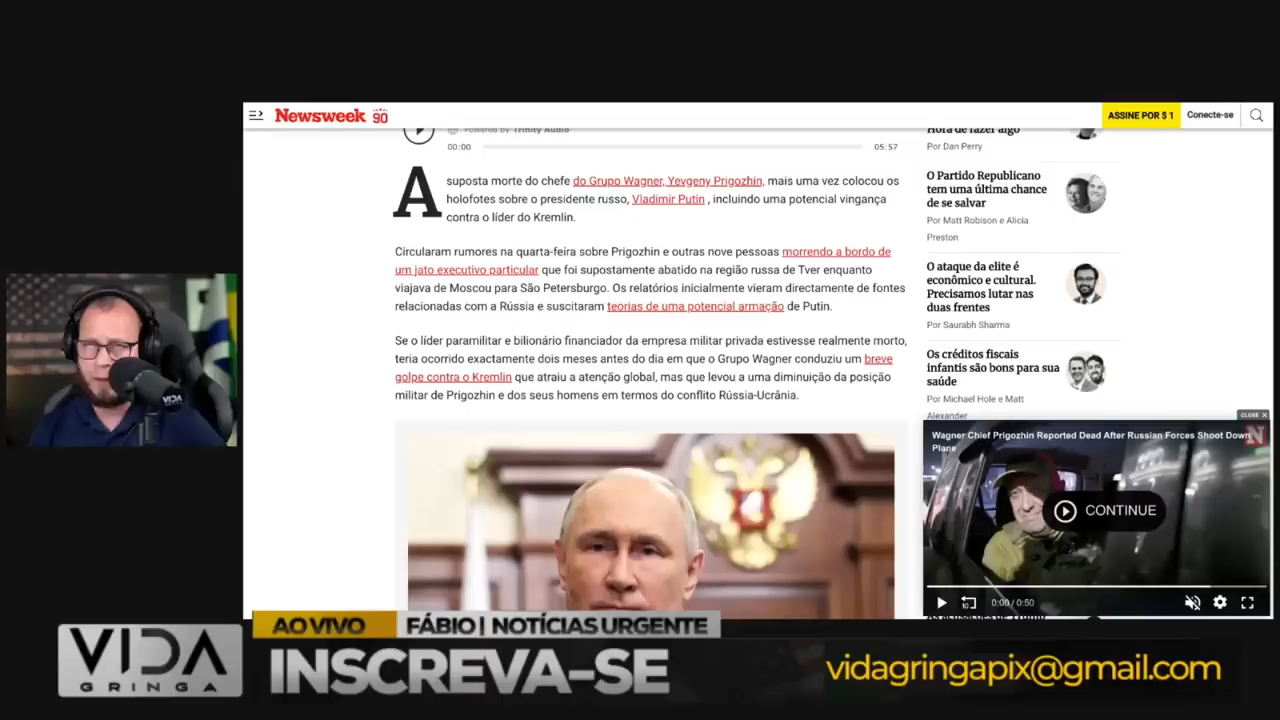 Newsweek 90
ASSINE POR $ 1
Conecte-se
Powered by Trinity Audio
00:00
05:57
A suposta morte do chefe do Grupo Wagner, Yevgeny Prigozhin, mais uma vez colocou os
holofotes sobre o presidente russo, Vladimir Putin , incluindo uma potencial vingança
contra o líder do Kremlin.
Circularam rumores na quarta-feira sobre Prigozhin e outras nove pessoas morrendo a bordo de
um jato executivo particular que foi supostamente abatido na região russa de Tver enquanto
viajava de Moscou para São Petersburgo. Os relatórios inicialmente vieram directamente de fontes
relacionadas com a Rússia e suscitaram teorias de uma potencial armação de Putin.
Se o líder paramilitar e bilionário financiador da empresa militar privada estivesse realmente morto,
teria ocorrido exactamente dois meses antes do dia em que o Grupo Wagner conduziu um breve
golpe contra o Kremlin que atraiu a atenção global, mas que levou a uma diminuição da posição
militar de Prigozhin e dos seus homens em termos do conflito Rússia-Ucrânia.
Hora de fazer algo
Por Dan Perry
O Partido Republicano
tem uma última chance
de se salvar
Por Matt Robison e Alicia
Preston
O ataque da elite é
econômico e cultural.
Precisamos lutar nas
duas frentes
Por Saurabh Sharma
Os créditos fiscais
infantis são bons para sua
saúde
Por Michael Hole e Matt
Alexander
CLOSE X
Wagner Chief Prigozhin Reported Dead After Russian Forces Shoot Down
Plane
N
CONTINUE
10
0:00 / 0:50
As acusações de Trump
VIDA
VIDA
GRINGA
AO VIVO
FÁBIO | NOTÍCIAS URGENTE
INSCREVA-SE
vidagringapix@gmail.com